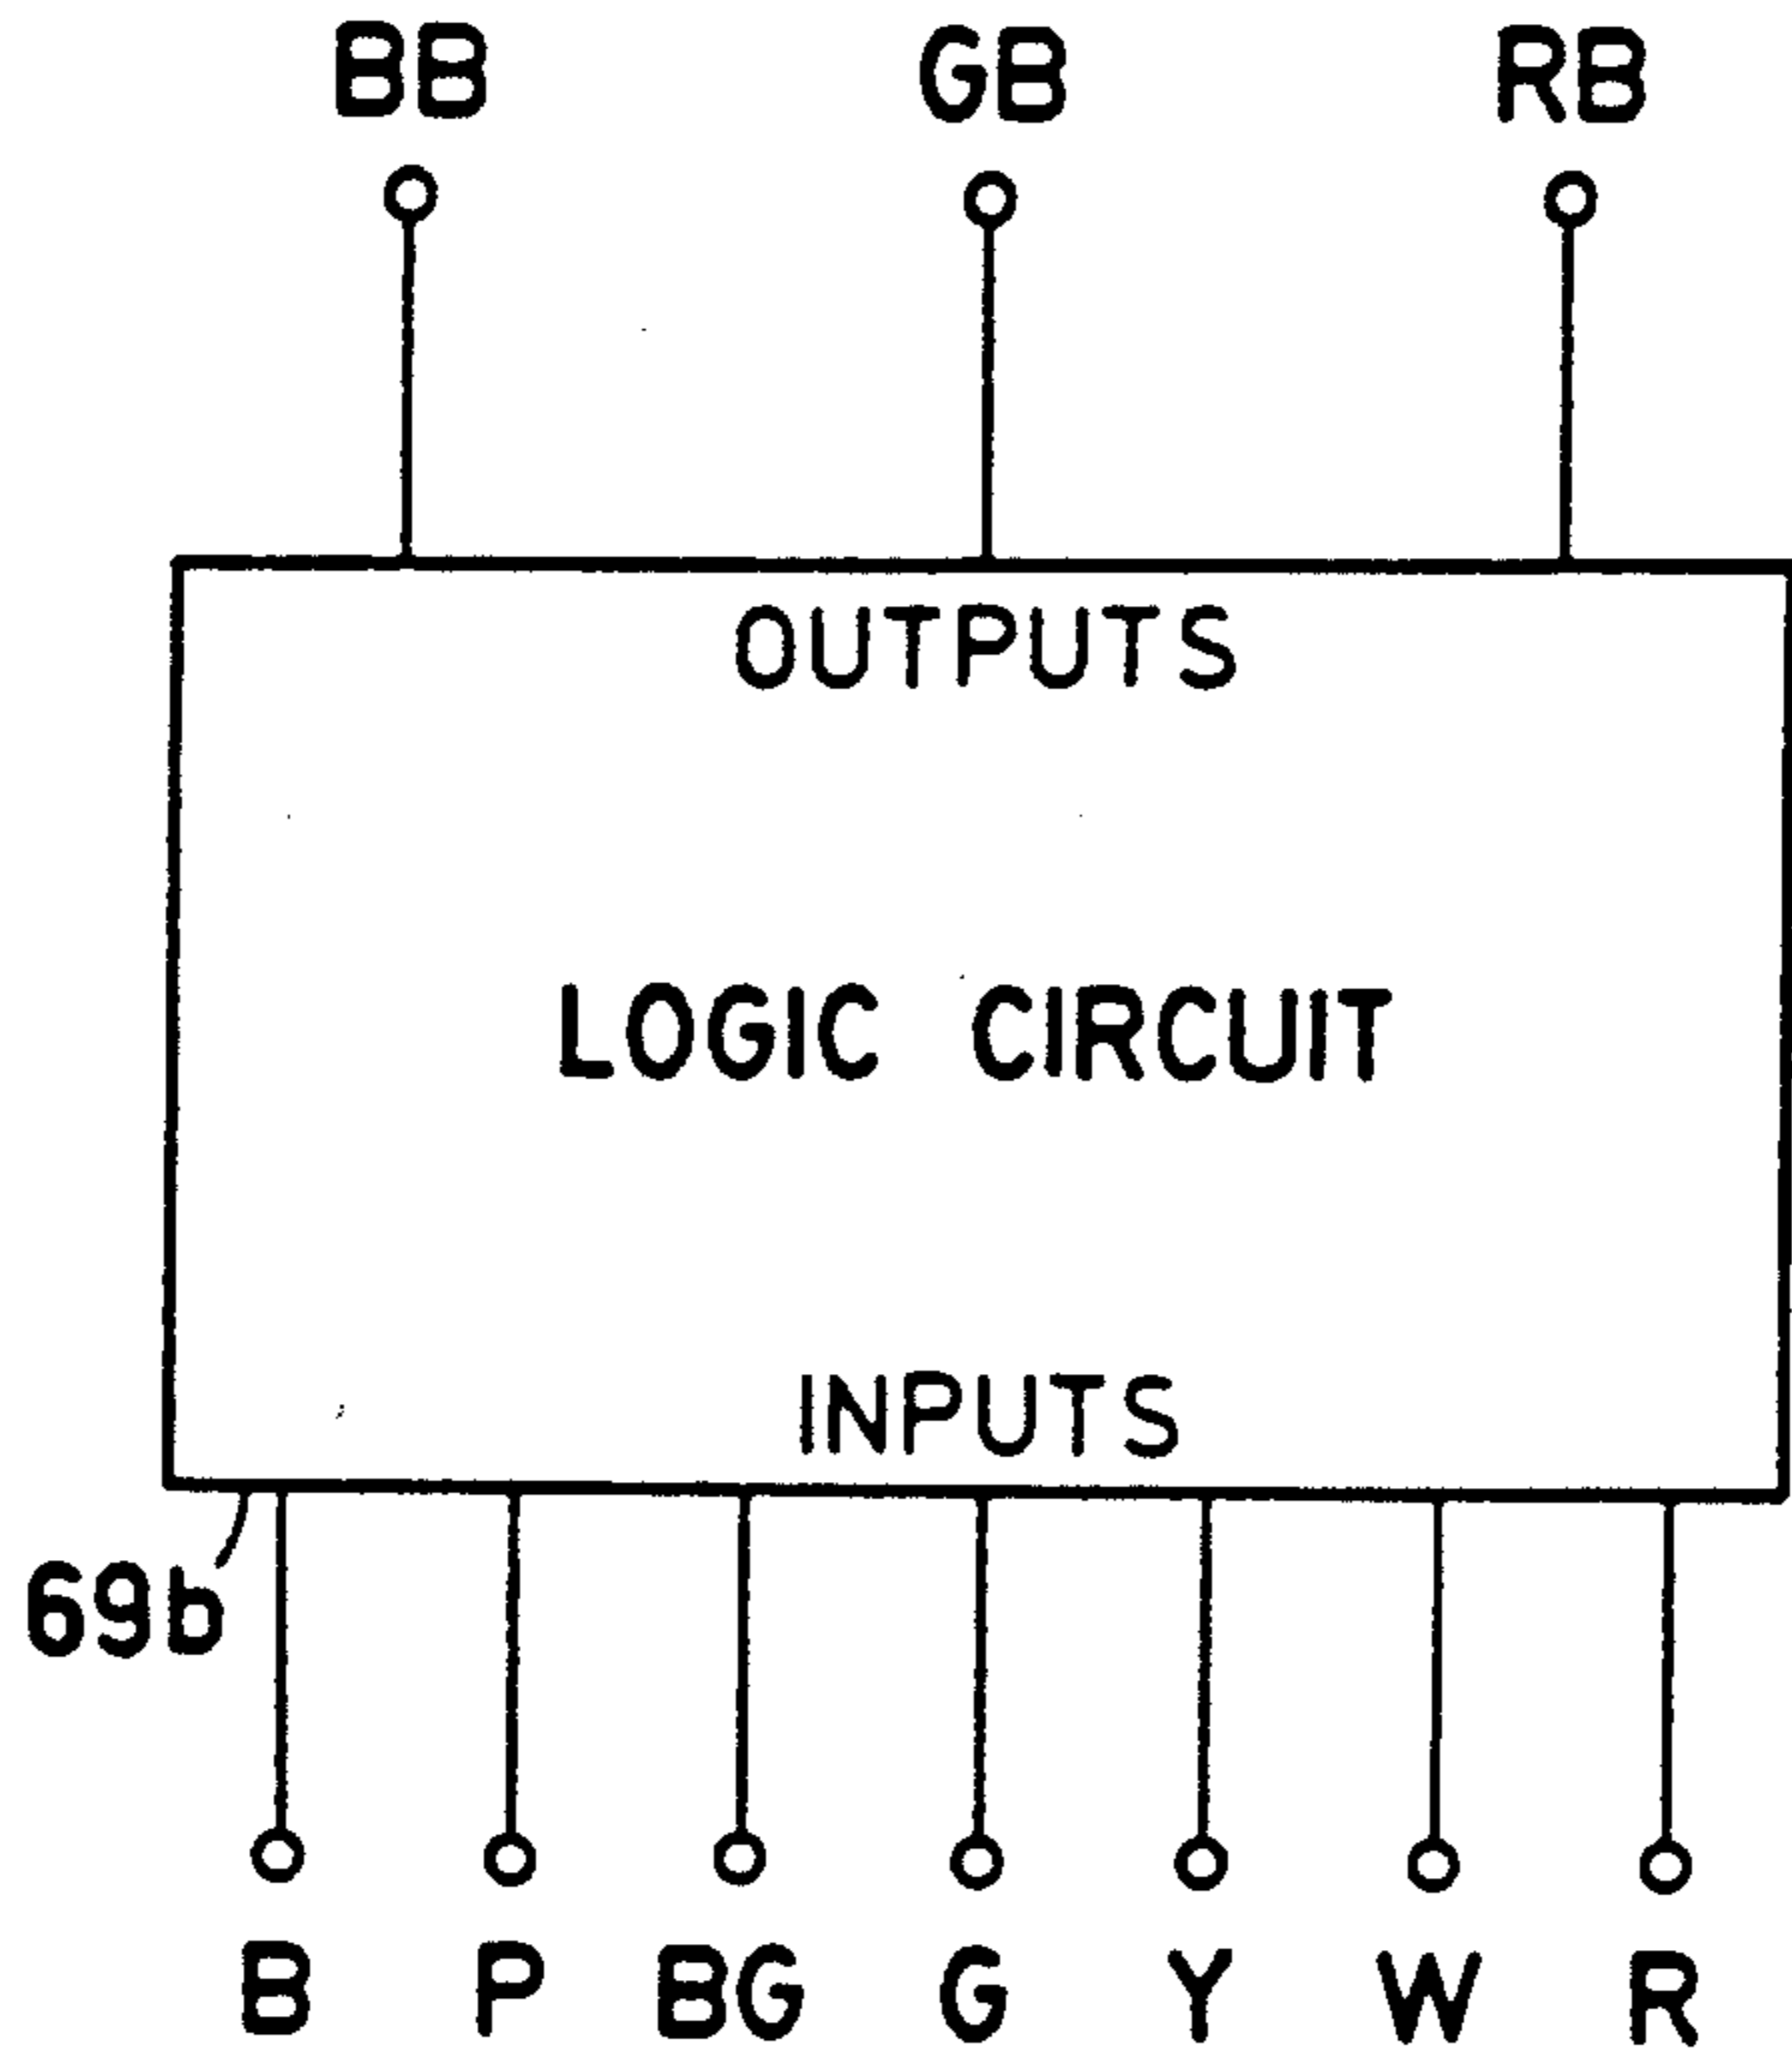 BB GB RB
OUTPUTS
LOGIC CIRCUIT
INPUTS
69b
B P BG G Y W R